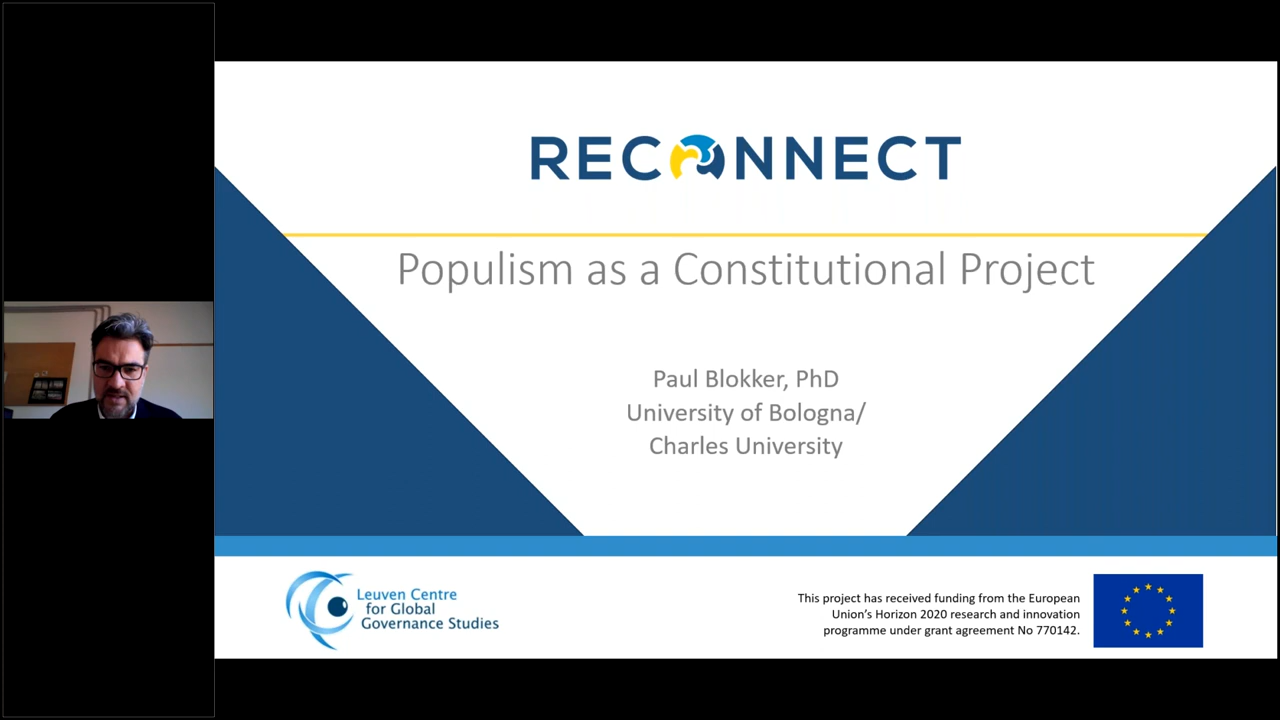 RECONNECT
Populism as a Constitutional Project
Paul Blokker, PhD
University of Bologna/
Charles University
Leuven Centre
for Global
Governance Studies
This project has received funding from the European
Union's Horizon 2020 research and innovation
programme under grant agreement No 770142.